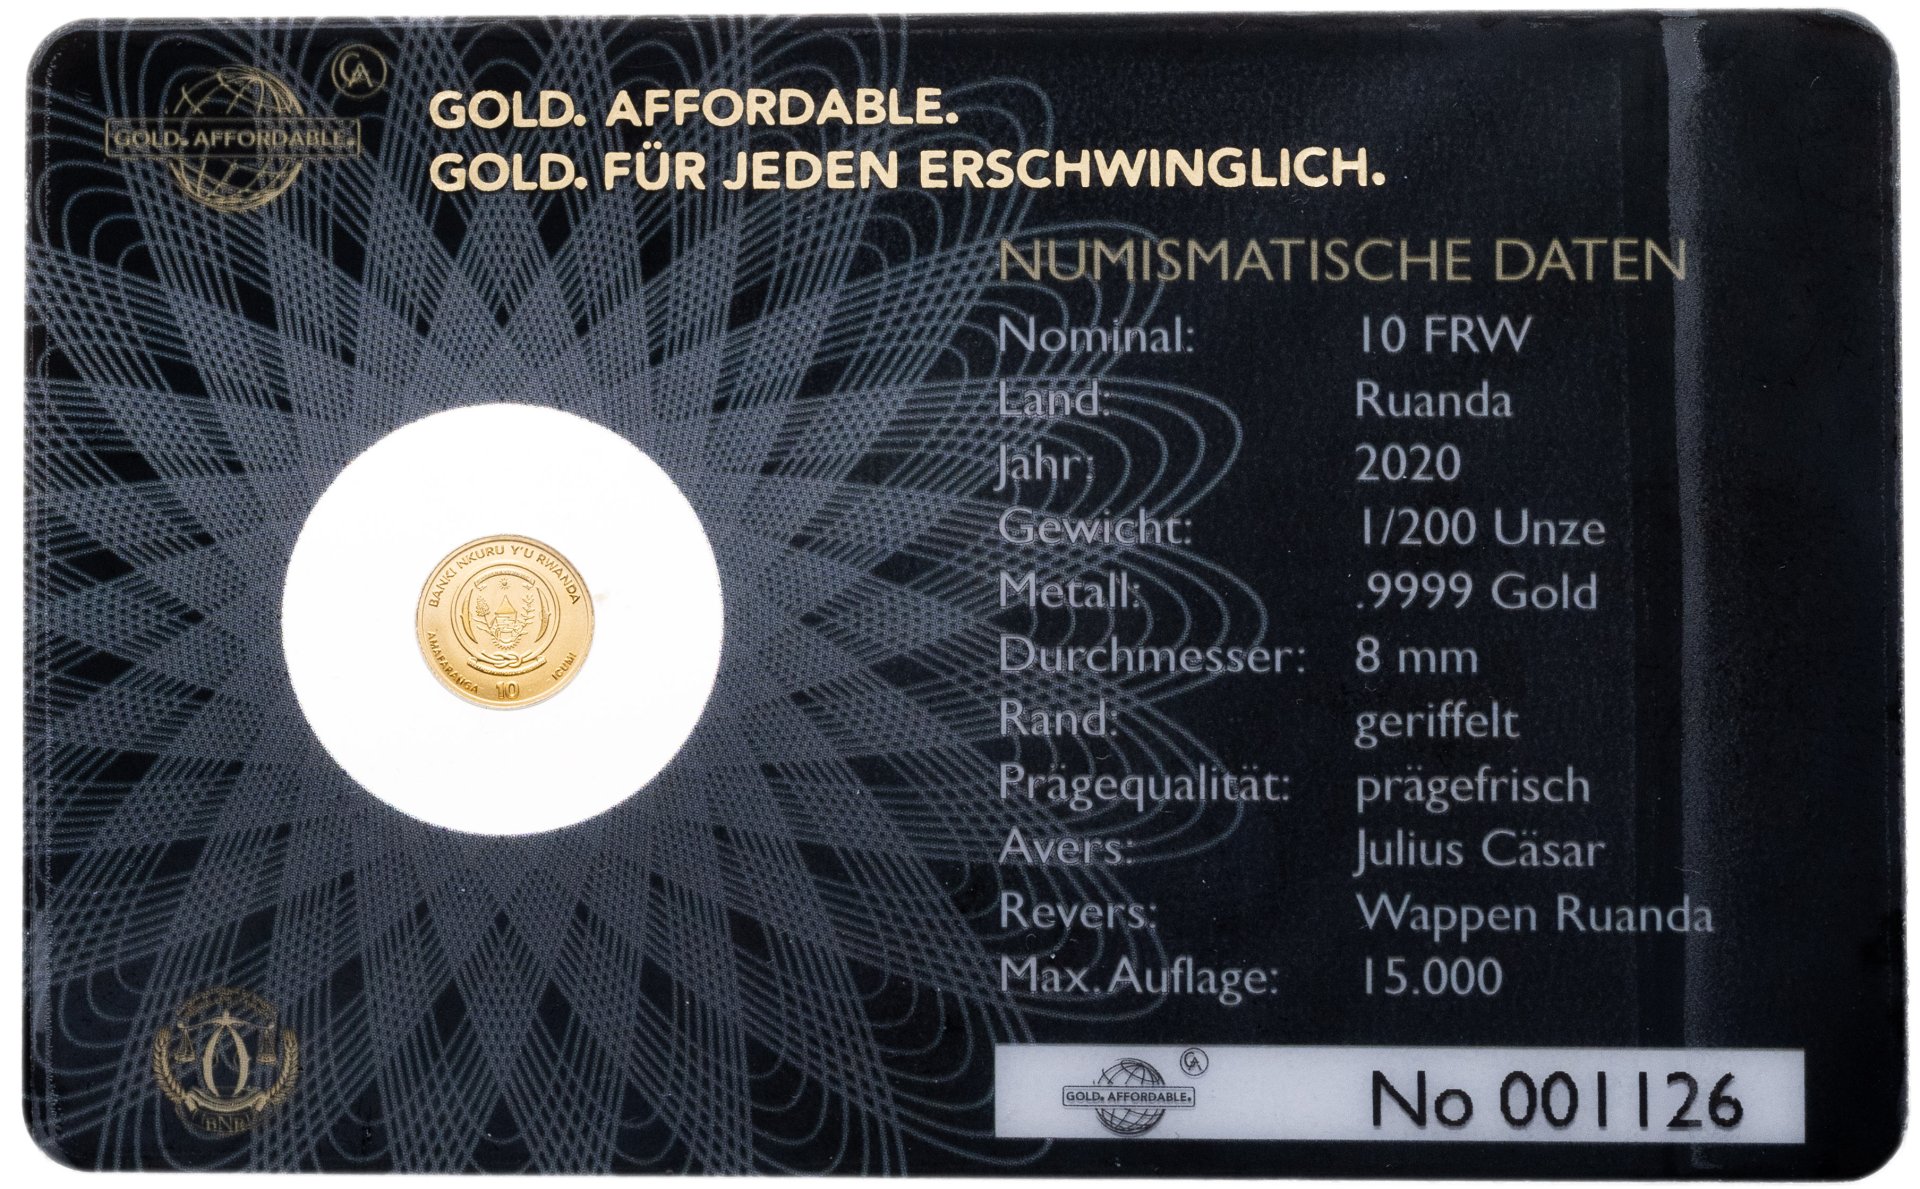 GOLD. AFFORDABLE.
GOLD. AFFORDABLE.
GOLD. FÜR JEDEN ERSCHWINGLICH.
NUMISMATISCHE DATEN
Nominal: 10 FRW
Land: Ruanda
Jahr: 2020
Gewicht: 1/200 Unze
Metall: .9999 Gold
Durchmesser: 8 mm
Rand: geriffelt
Prägequalität: prägefrisch
Avers: Julius Cäsar
Revers: Wappen Ruanda
Max. Auflage: 15.000
BANKI NKURU Y'U RWANDA
AMAFARANGA 10 ICUMI
BNR
GOLD. AFFORDABLE.
No 001126